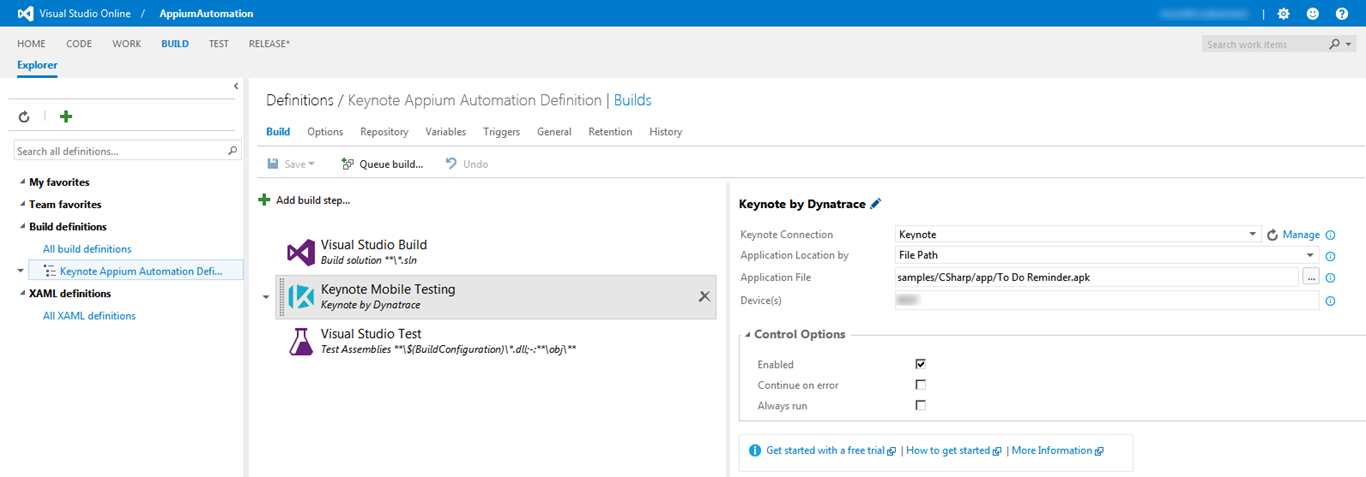 Visual Studio Online / AppiumAutomation
HOME CODE WORK BUILD TEST RELEASE*
Search work items
Explorer
Definitions / Keynote Appium Automation Definition | Builds
Build Options Repository Variables Triggers General Retention History
Search all definitions...
Save Queue build... Undo
My favorites
Team favorites
Build definitions
All build definitions
Keynote Appium Automation Defi...
XAML definitions
All XAML definitions
Add build step...
Visual Studio Build
Build solution **\*.sln
Keynote Mobile Testing
Keynote by Dynatrace
Visual Studio Test
Test Assemblies **\$(BuildConfiguration)\*.dll;-:**\obj\**
Keynote by Dynatrace
Keynote Connection Keynote Manage
Application Location by File Path
Application File samples/CSharp/app/To Do Reminder.apk ...
Device(s)
Control Options
Enabled
Continue on error
Always run
Get started with a free trial | How to get started | More Information